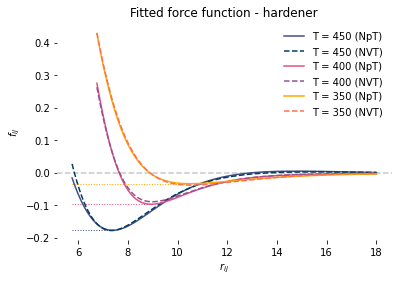 Fitted force function - hardener
T = 450 (NpT)
T = 450 (NVT)
T = 400 (NpT)
T = 400 (NVT)
T = 350 (NpT)
T = 350 (NVT)
0.4
0.3
0.2
0.1
0.0
−0.1
−0.2
f_ij
6 8 10 12 14 16 18
r_ij